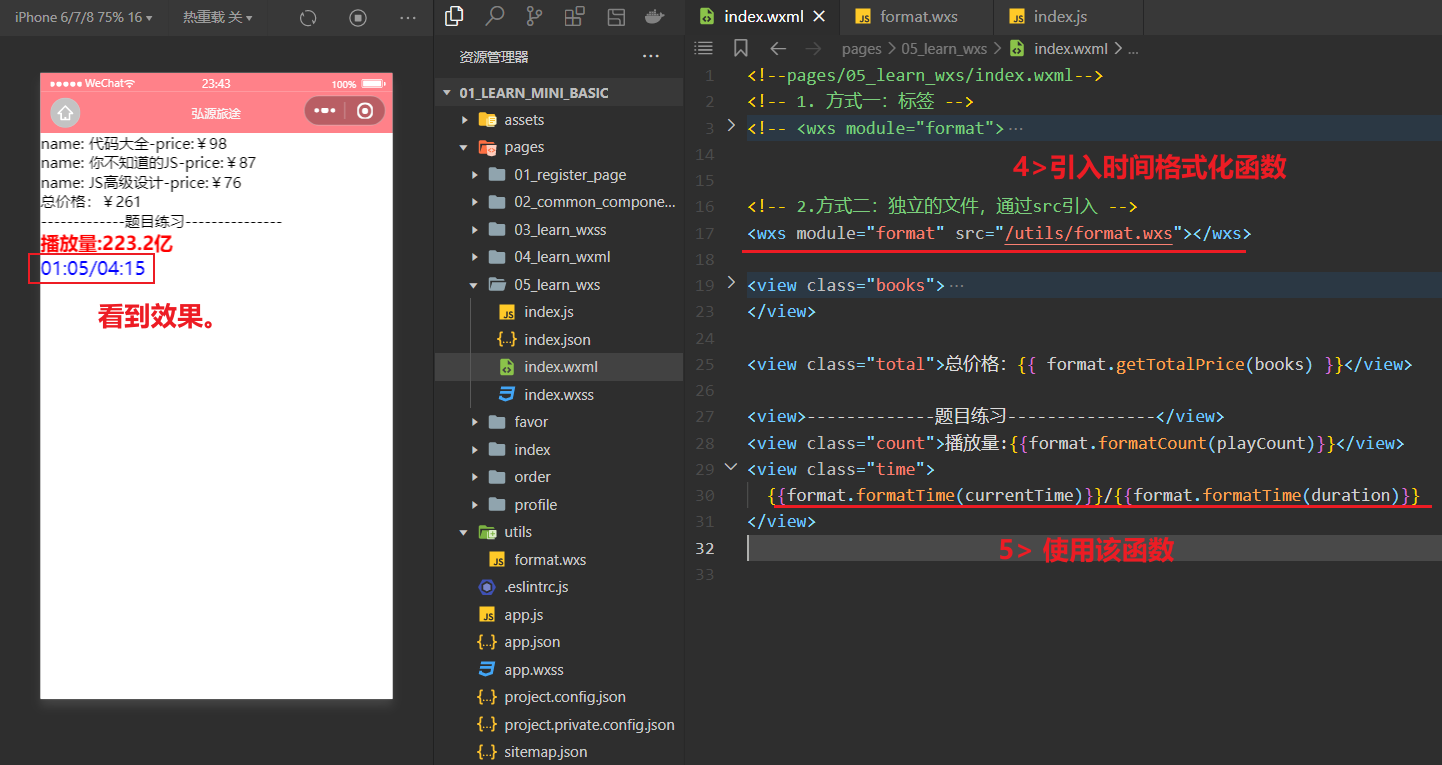 iPhone 6/7/8 75% 16
热重载 关
WeChat
23:43
100%
弘源旅途
name: 代码大全-price:￥98
name: 你不知道的JS-price:￥87
name: JS高级设计-price:￥76
总价格：￥261
------------题目练习--------------
播放量:223.2亿
01:05/04:15
看到效果。
资源管理器
01_LEARN_MINI_BASIC
assets
pages
01_register_page
02_common_compone...
03_learn_wxss
04_learn_wxml
05_learn_wxs
index.js
index.json
index.wxml
index.wxss
favor
index
order
profile
utils
format.wxs
.eslintrc.js
app.js
app.json
app.wxss
project.config.json
project.private.config.json
sitemap.json
index.wxml
format.wxs
index.js
pages > 05_learn_wxs > index.wxml > ...
1 <!--pages/05_learn_wxs/index.wxml-->
2 <!-- 1. 方式一：标签 -->
3 <!-- <wxs module="format">…
14
4>引入时间格式化函数
15
16 <!-- 2.方式二：独立的文件，通过src引入 -->
17 <wxs module="format" src="/utils/format.wxs"></wxs>
18
19 <view class="books">…
23 </view>
24
25 <view class="total">总价格：{{ format.getTotalPrice(books) }}</view>
26
27 <view>-------------题目练习---------------</view>
28 <view class="count">播放量:{{format.formatCount(playCount)}}</view>
29 <view class="time">
30 {{format.formatTime(currentTime)}}/{{format.formatTime(duration)}}
31 </view>
32
5> 使用该函数
33